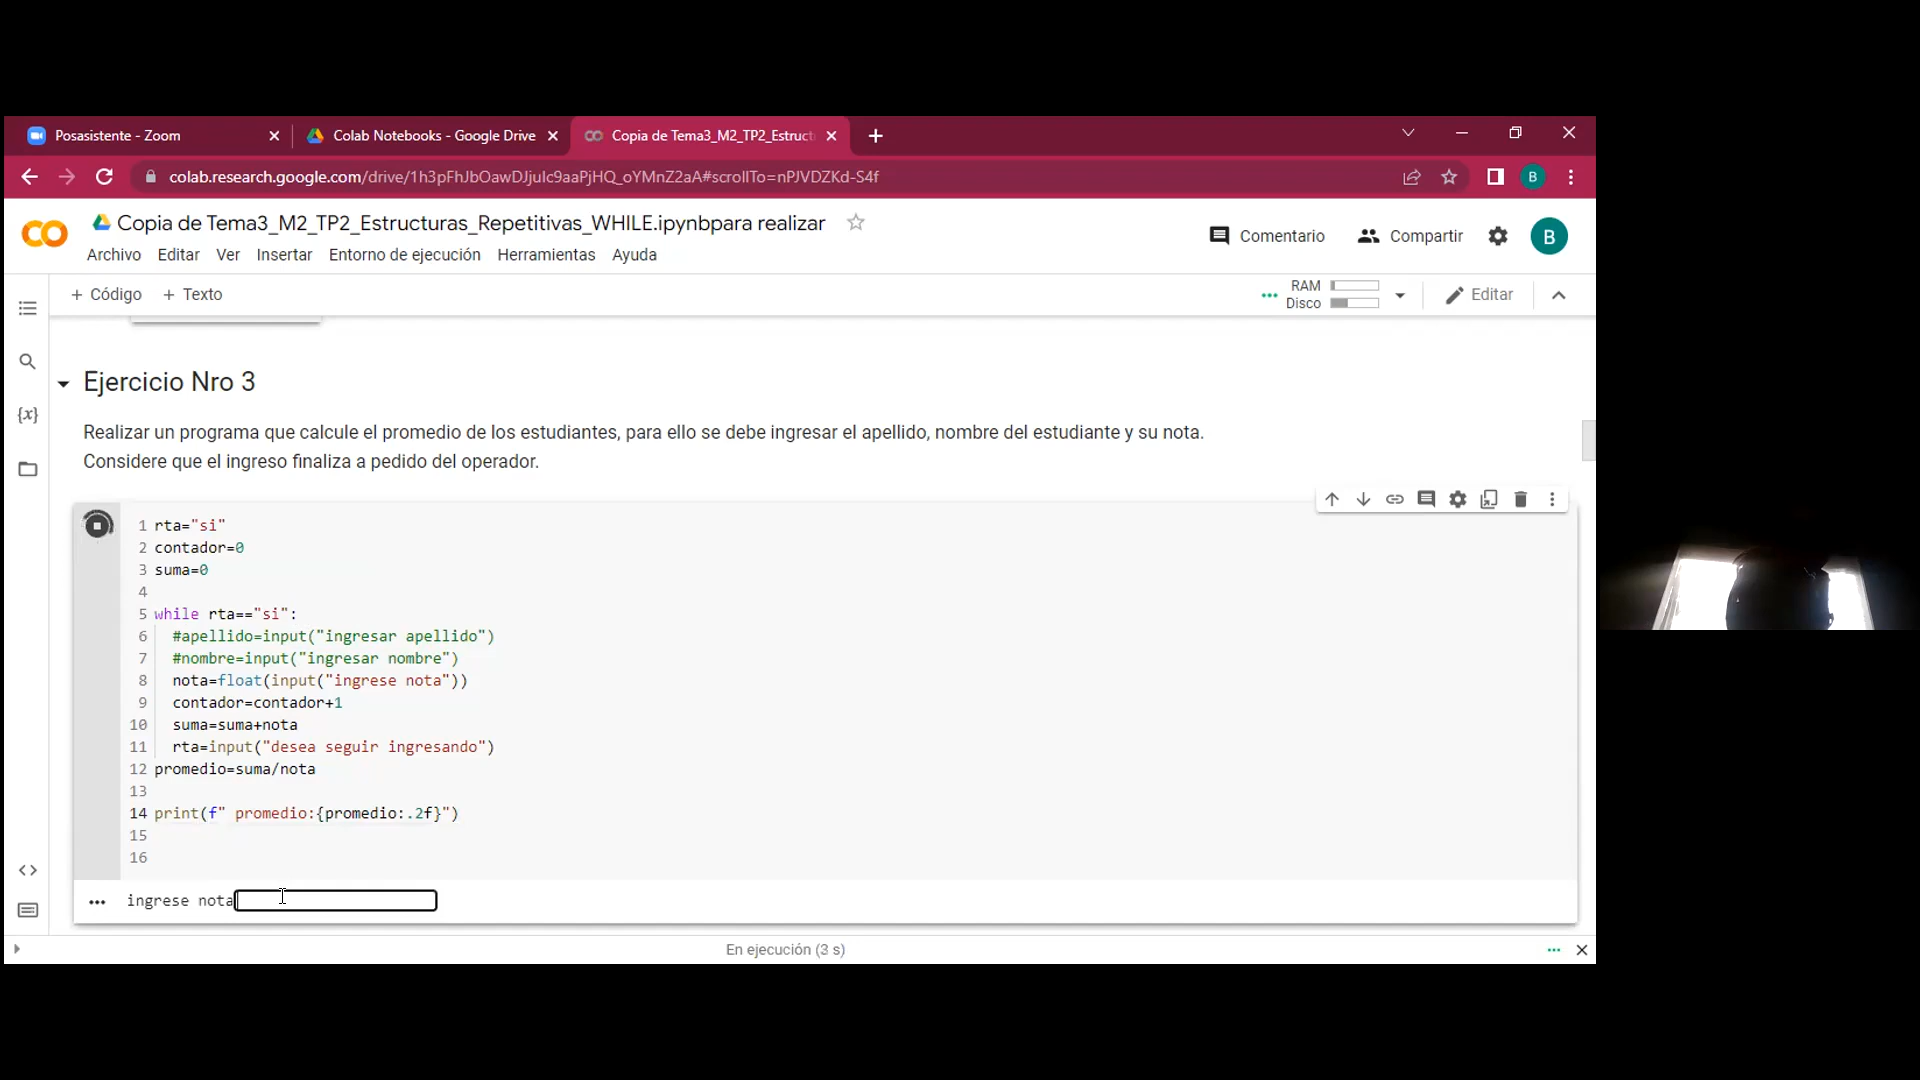 Posasistente - Zoom
Colab Notebooks - Google Drive
Copia de Tema3_M2_TP2_Estruct
colab.research.google.com/drive/1h3pFhJbOawDJjuIc9aaPjHQ_oYMnZ2aA#scrollTo=nPJVDZKd-S4f
B
Copia de Tema3_M2_TP2_Estructuras_Repetitivas_WHILE.ipynbpara realizar
Comentario
Compartir
B
Archivo Editar Ver Insertar Entorno de ejecución Herramientas Ayuda
+ Código + Texto
RAM
Disco
Editar
Ejercicio Nro 3
Realizar un programa que calcule el promedio de los estudiantes, para ello se debe ingresar el apellido, nombre del estudiante y su nota.
Considere que el ingreso finaliza a pedido del operador.
1 rta="si"
2 contador=0
3 suma=0
4
5 while rta=="si":
6 #apellido=input("ingresar apellido")
7 #nombre=input("ingresar nombre")
8 nota=float(input("ingrese nota"))
9 contador=contador+1
10 suma=suma+nota
11 rta=input("desea seguir ingresando")
12 promedio=suma/nota
13
14 print(f" promedio:{promedio:.2f}")
15
16
ingrese nota
En ejecución (3 s)